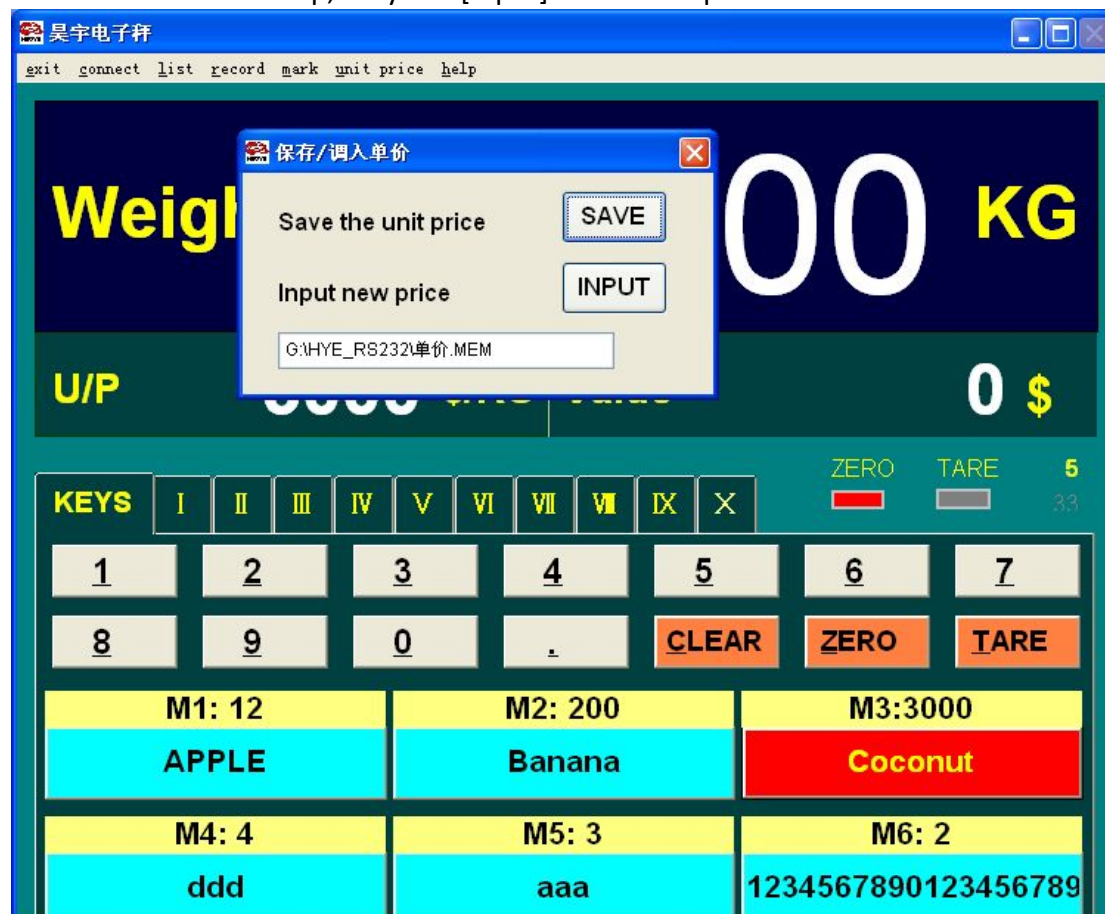 昊宇电子秤
exit connect list record mark unit price help
保存/调入单价
Save the unit price SAVE
Input new price INPUT
G:\HYE_RS232\单价.MEM
00 KG
U/P
0 $
ZERO TARE 5
33
KEYS I II III IV V VI VII VIII IX X
1 2 3 4 5 6 7
8 9 0 . CLEAR ZERO TARE
M1: 12 M2: 200 M3:3000
APPLE Banana Coconut
M4: 4 M5: 3 M6: 2
ddd aaa 1234567890123456789